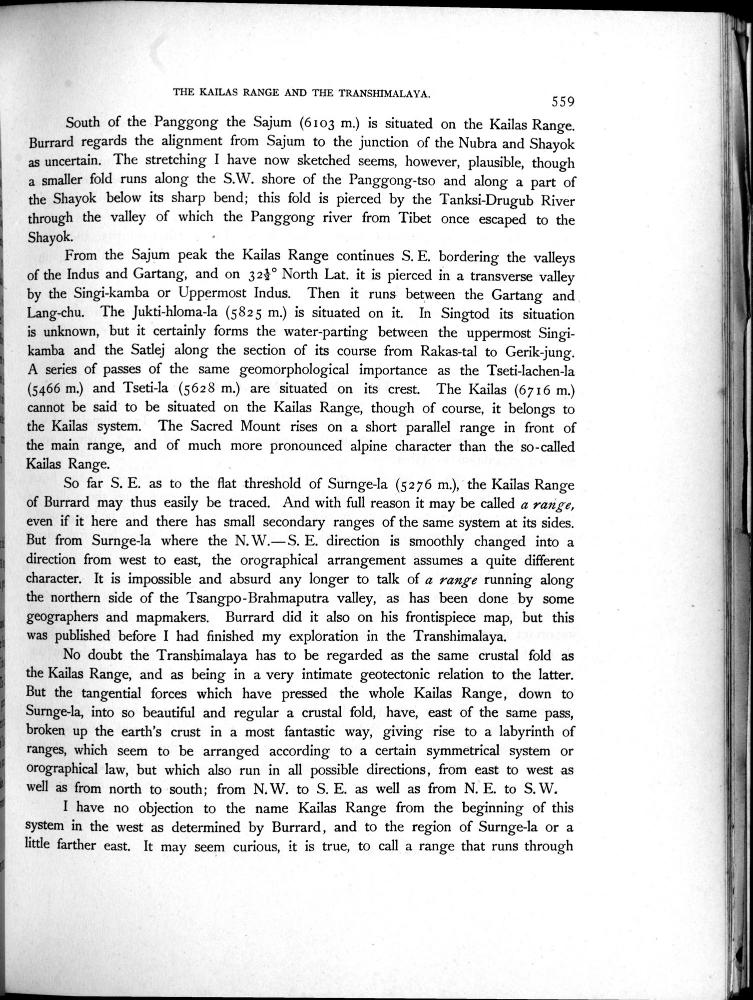 THE KAILAS RANGE AND THE TRANSHIMALAYA.
559
South of the Panggong the Sajum (6103 m.) is situated on the Kailas Range.
Burrard regards the alignment from Sajum to the junction of the Nubra and Shayok
as uncertain. The stretching I have now sketched seems, however, plausible, though
a smaller fold runs along the S.W. shore of the Panggong-tso and along a part of
the Shayok below its sharp bend; this fold is pierced by the Tanksi-Drugub River
through the valley of which the Panggong river from Tibet once escaped to the
Shayok.
From the Sajum peak the Kailas Range continues S.E. bordering the valleys
of the Indus and Gartang, and on 32½° North Lat. it is pierced in a transverse valley
by the Singi-kamba or Uppermost Indus. Then it runs between the Gartang and
Lang-chu. The Jukti-hloma-la (5825 m.) is situated on it. In Singtod its situation
is unknown, but it certainly forms the water-parting between the uppermost Singi-
kamba and the Satlej along the section of its course from Rakas-tal to Gerik-jung.
A series of passes of the same geomorphological importance as the Tseti-lachen-la
(5466 m.) and Tseti-la (5628 m.) are situated on its crest. The Kailas (6716 m.)
cannot be said to be situated on the Kailas Range, though of course, it belongs to
the Kailas system. The Sacred Mount rises on a short parallel range in front of
the main range, and of much more pronounced alpine character than the so-called
Kailas Range.
So far S. E. as to the flat threshold of Surnge-la (5276 m.), the Kailas Range
of Burrard may thus easily be traced. And with full reason it may be called a range,
even if it here and there has small secondary ranges of the same system at its sides.
But from Surnge-la where the N.W.—S. E. direction is smoothly changed into a
direction from west to east, the orographical arrangement assumes a quite different
character. It is impossible and absurd any longer to talk of a range running along
the northern side of the Tsangpo-Brahmaputra valley, as has been done by some
geographers and mapmakers. Burrard did it also on his frontispiece map, but this
was published before I had finished my exploration in the Transhimalaya.
No doubt the Transhimalaya has to be regarded as the same crustal fold as
the Kailas Range, and as being in a very intimate geotectonic relation to the latter.
But the tangential forces which have pressed the whole Kailas Range, down to
Surnge-la, into so beautiful and regular a crustal fold, have, east of the same pass,
broken up the earth's crust in a most fantastic way, giving rise to a labyrinth of
ranges, which seem to be arranged according to a certain symmetrical system or
orographical law, but which also run in all possible directions, from east to west as
well as from north to south; from N.W. to S. E. as well as from N. E. to S.W.
I have no objection to the name Kailas Range from the beginning of this
system in the west as determined by Burrard, and to the region of Surnge-la or a
little farther east. It may seem curious, it is true, to call a range that runs through